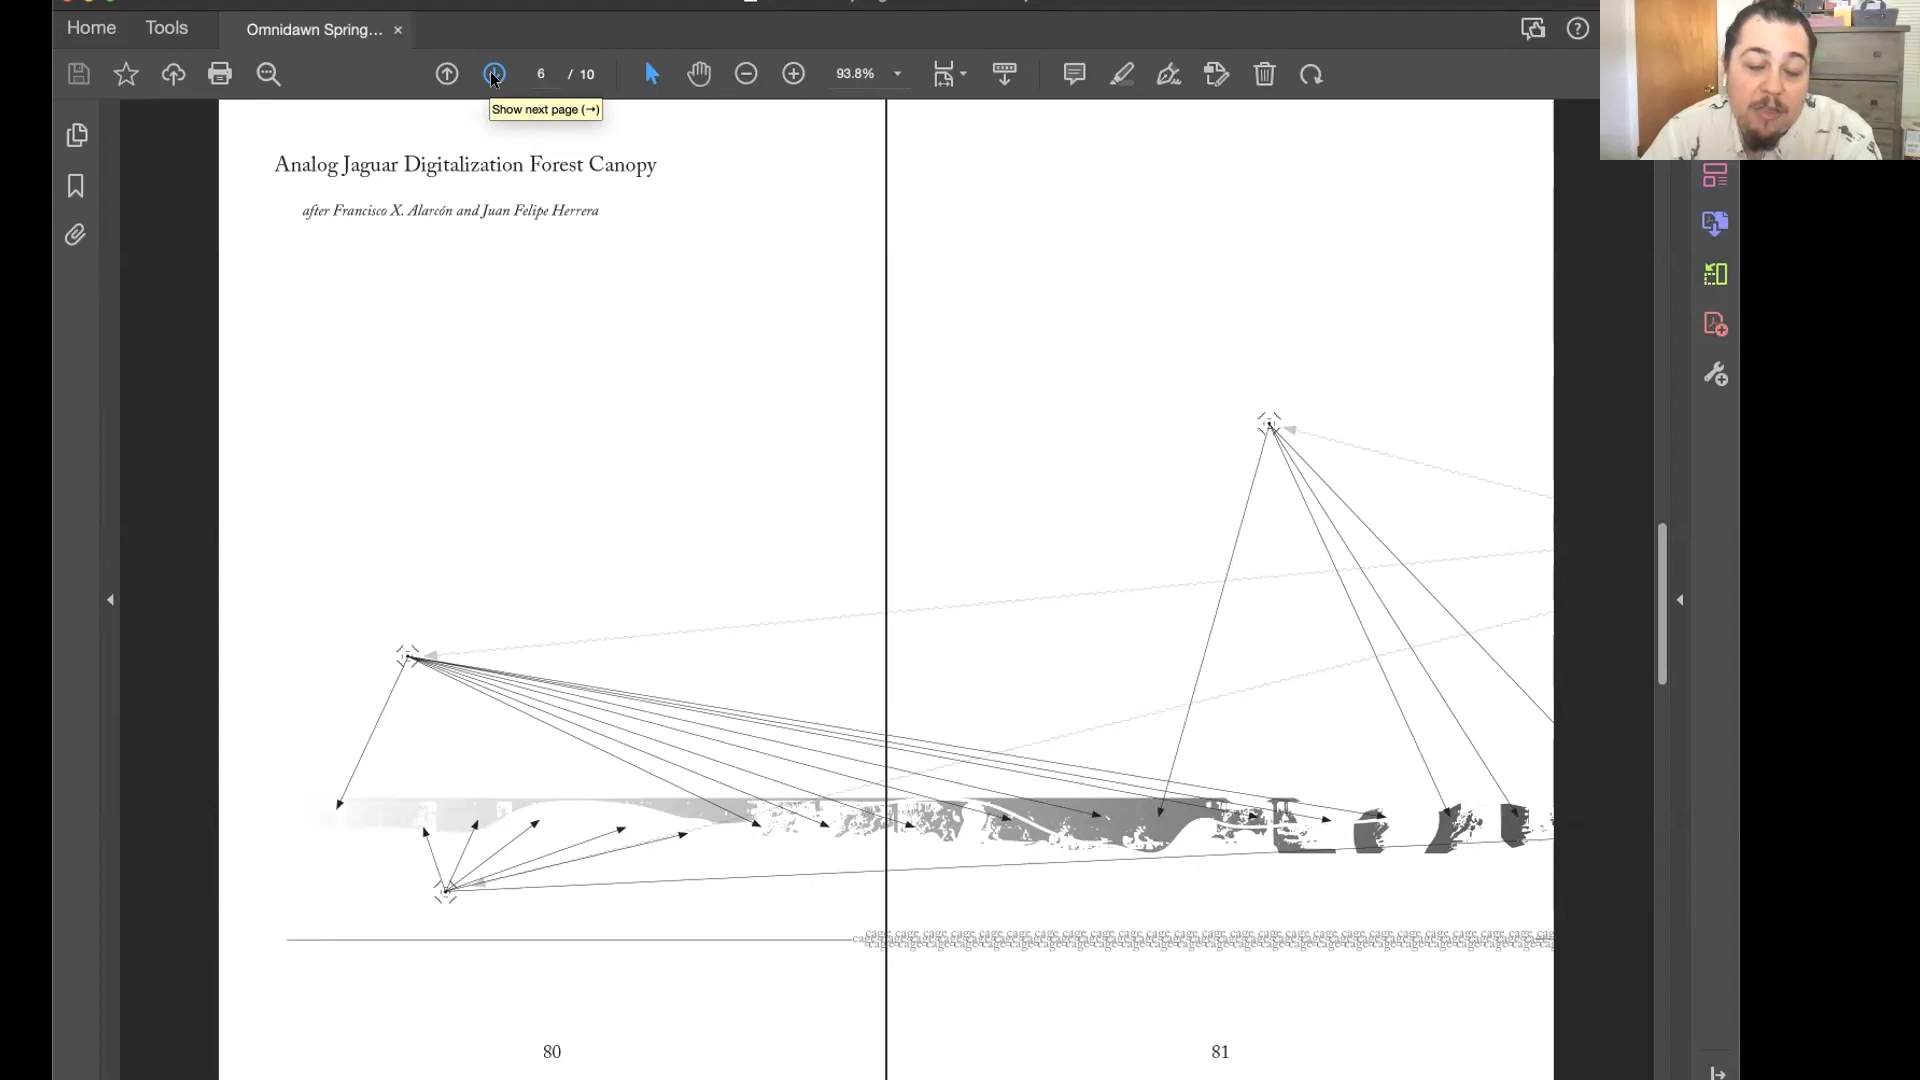 Home
Tools
Omnidawn Spring...
6 / 10
93.8%
Show next page (→)
Analog Jaguar Digitalization Forest Canopy
after Francisco X. Alarcón and Juan Felipe Herrera
80
81